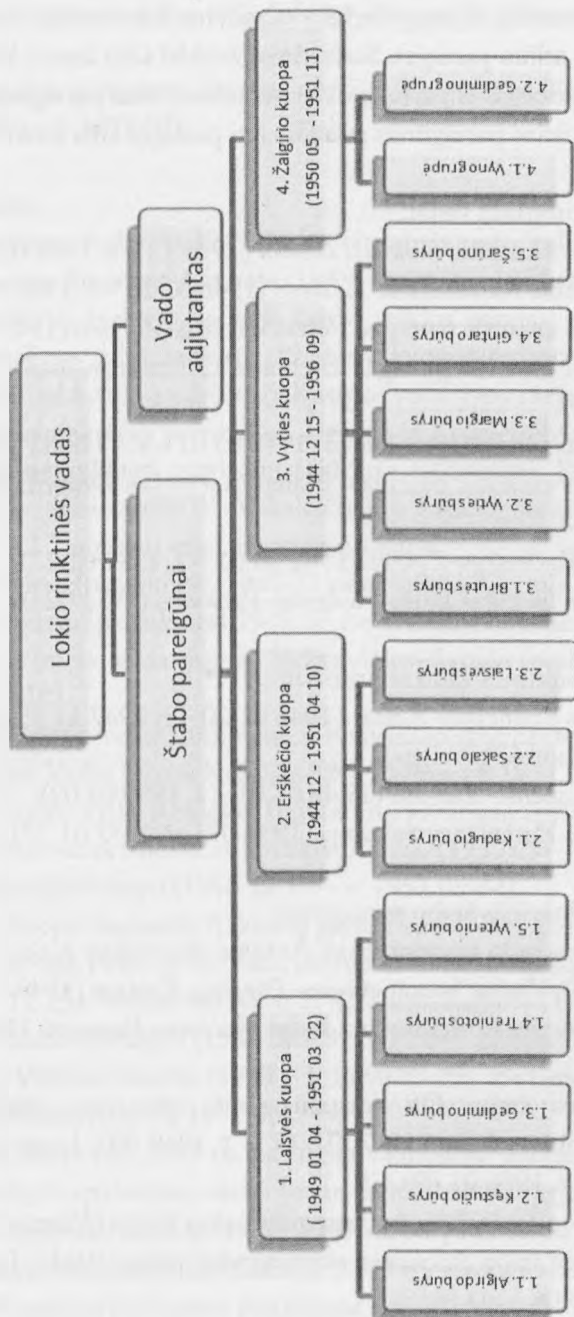 Lokio rinktinės vadas
Štabo pareigūnai
Vado
adjutantas
1. Laisvės kuopa
(1949 01 04 - 1951 03 22)
2. Erškėčio kuopa
(1944 12 - 1951 04 10)
3. Vyties kuopa
(1944 12 15 - 1956 09)
4. Žalgirio kuopa
(1950 05 - 1951 11)
1.1. Algirdo būrys
1.2. Kęstučio būrys
1.3. Gedimino būrys
1.4 Treniotos būrys
1.5. Vytenio būrys
2.1. Kadugio būrys
2.2. Sakalo būrys
2.3. Laisvės būrys
3.1. Birutės būrys
3.2. Vyties būrys
3.3. Margio būrys
3.4. Gintaro būrys
3.5. Šarūno būrys
4.1. Vyno grupė
4.2. Gedimino grupė